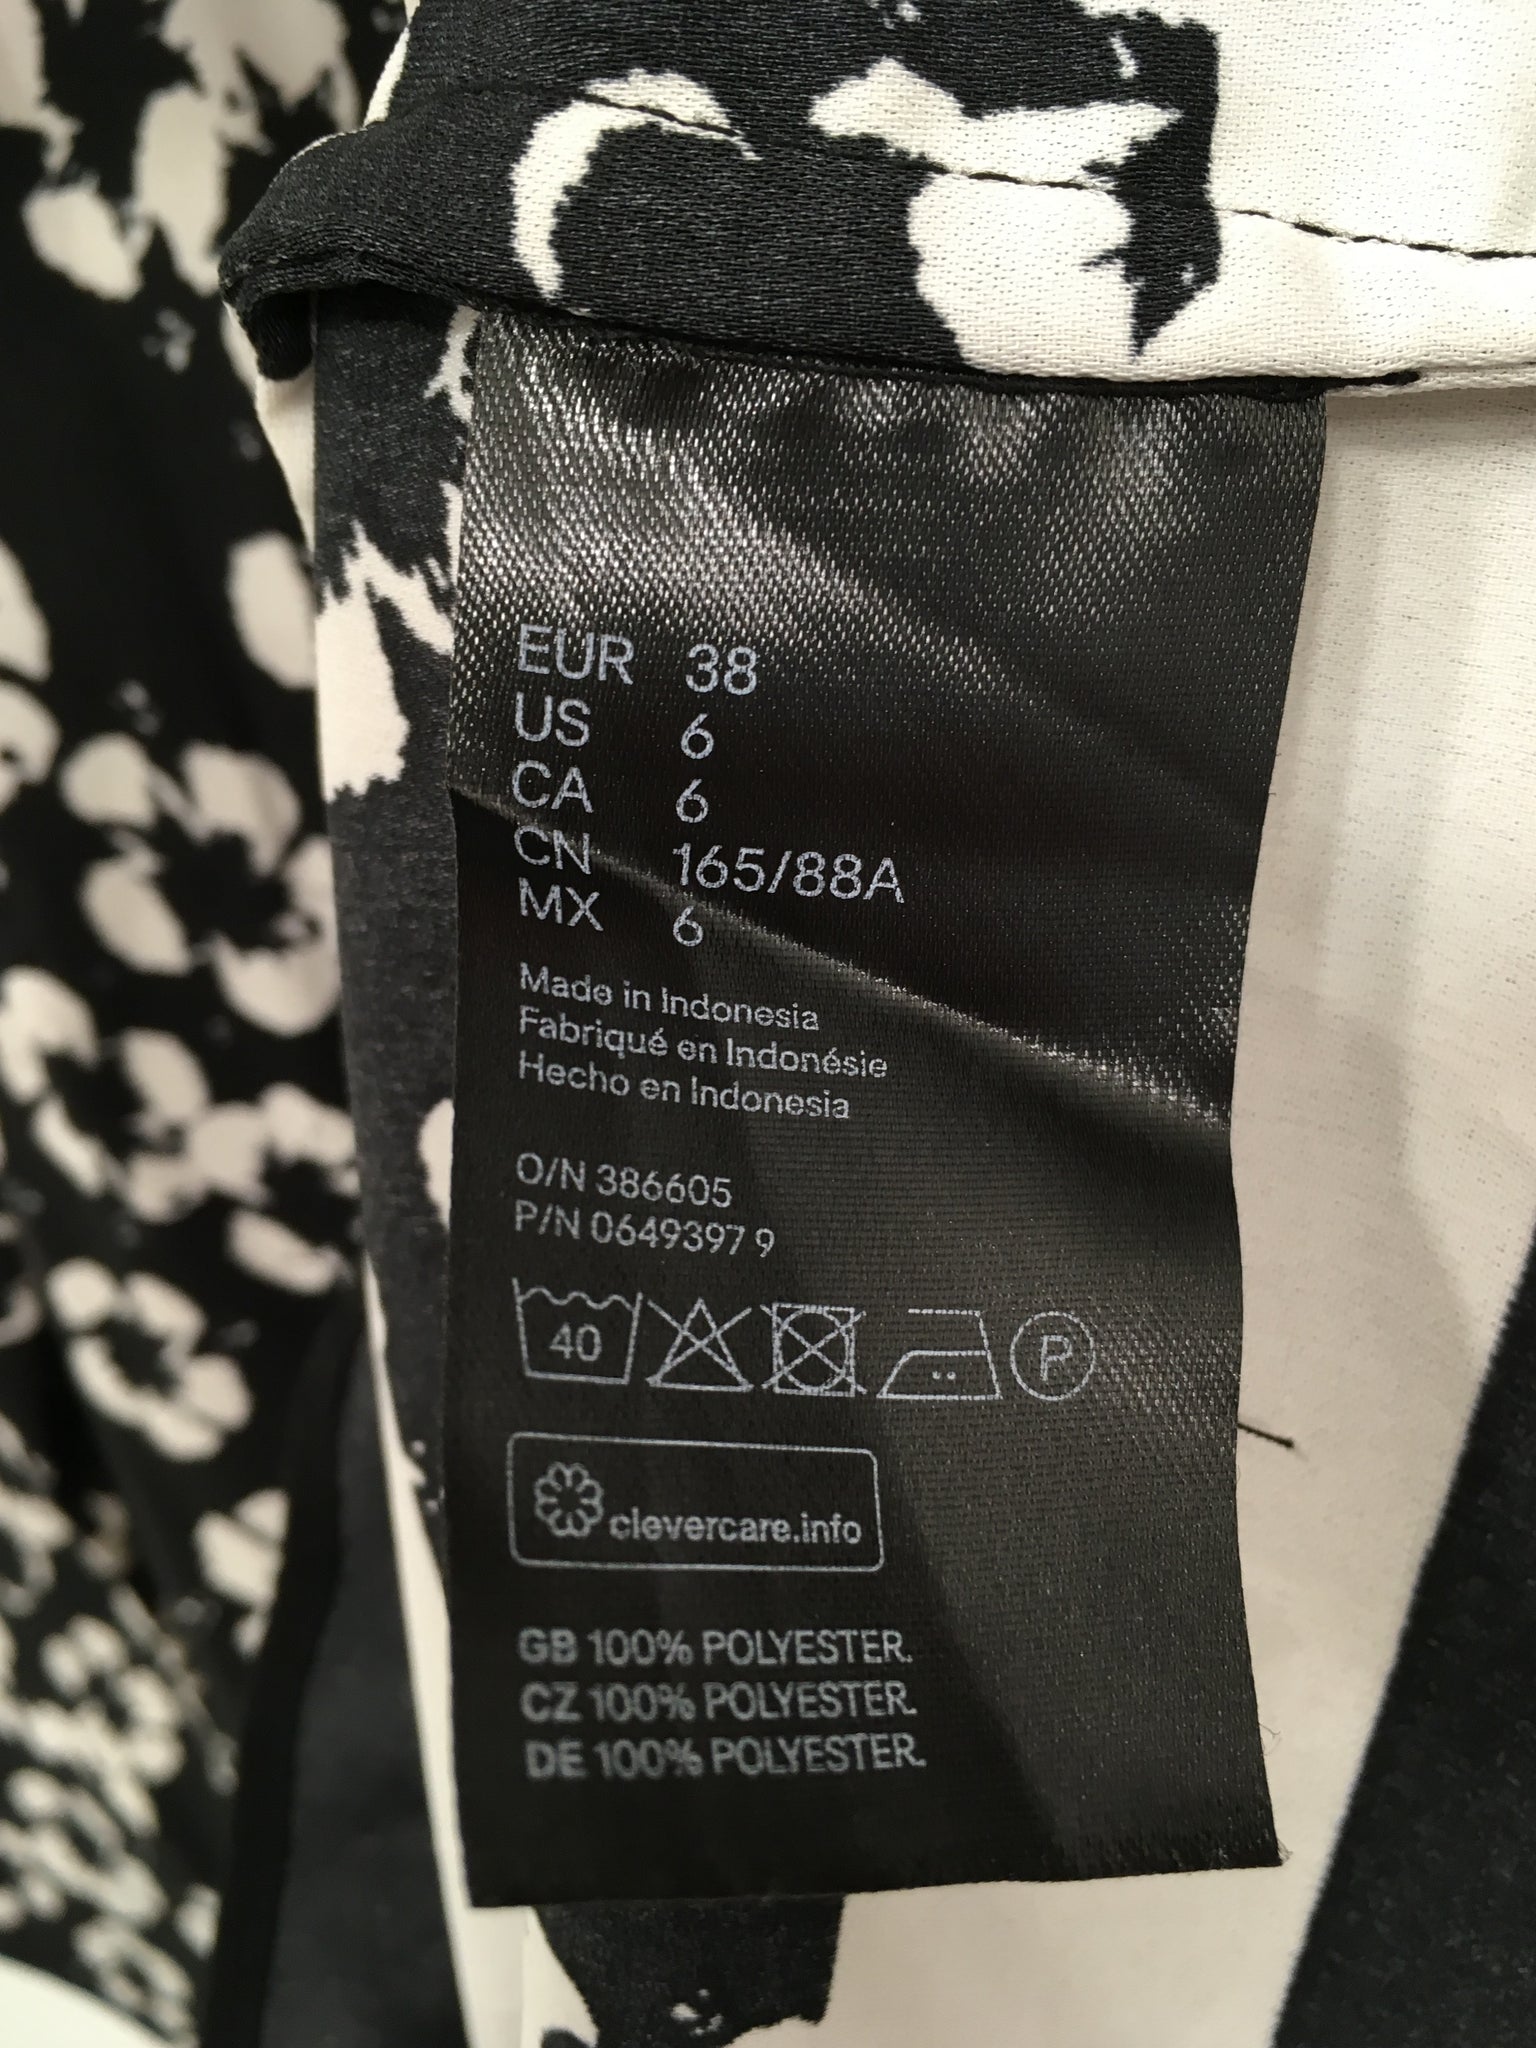 EUR 38
US 6
CA 6
CN 165/88A
MX 6
Made in Indonesia
Fabriqué en Indonésie
Hecho en Indonesia
O/N 386605
P/N 0649397 9
40 P
clevercare.info
GB 100% POLYESTER.
CZ 100% POLYESTER.
DE 100% POLYESTER.